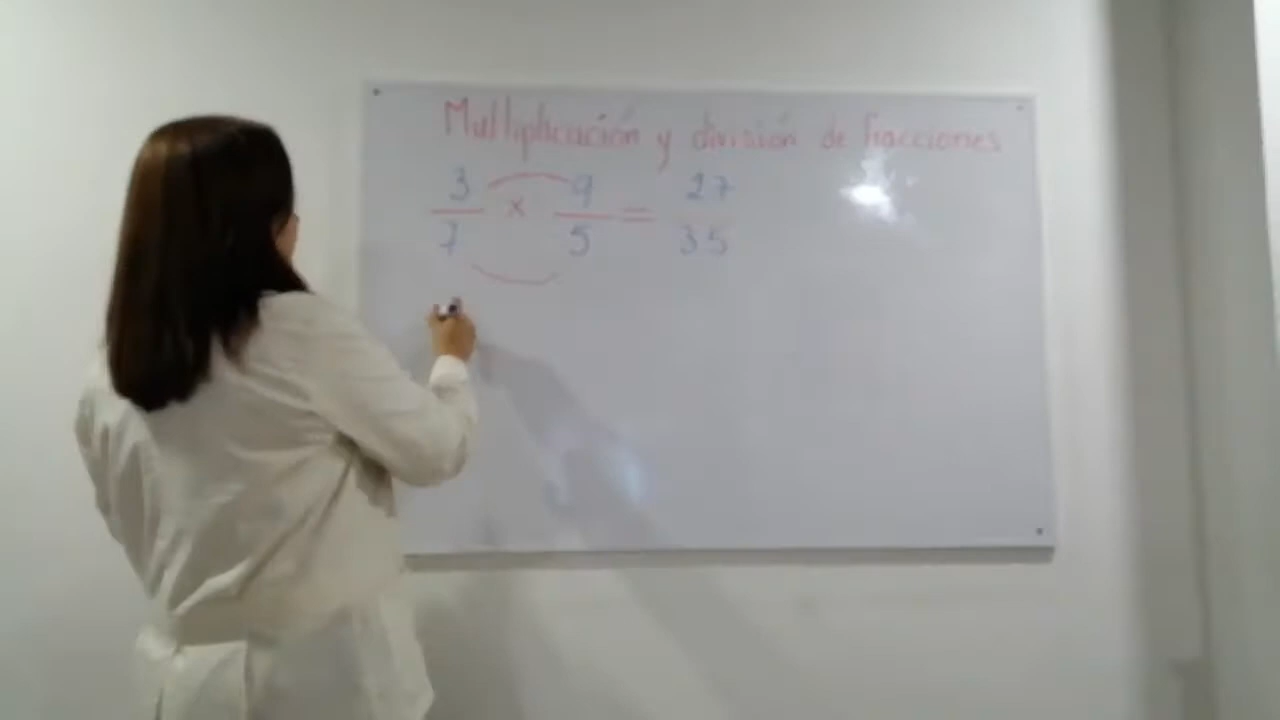 Multiplicación y división de fracciones
3 9 27
× =
7 5 35